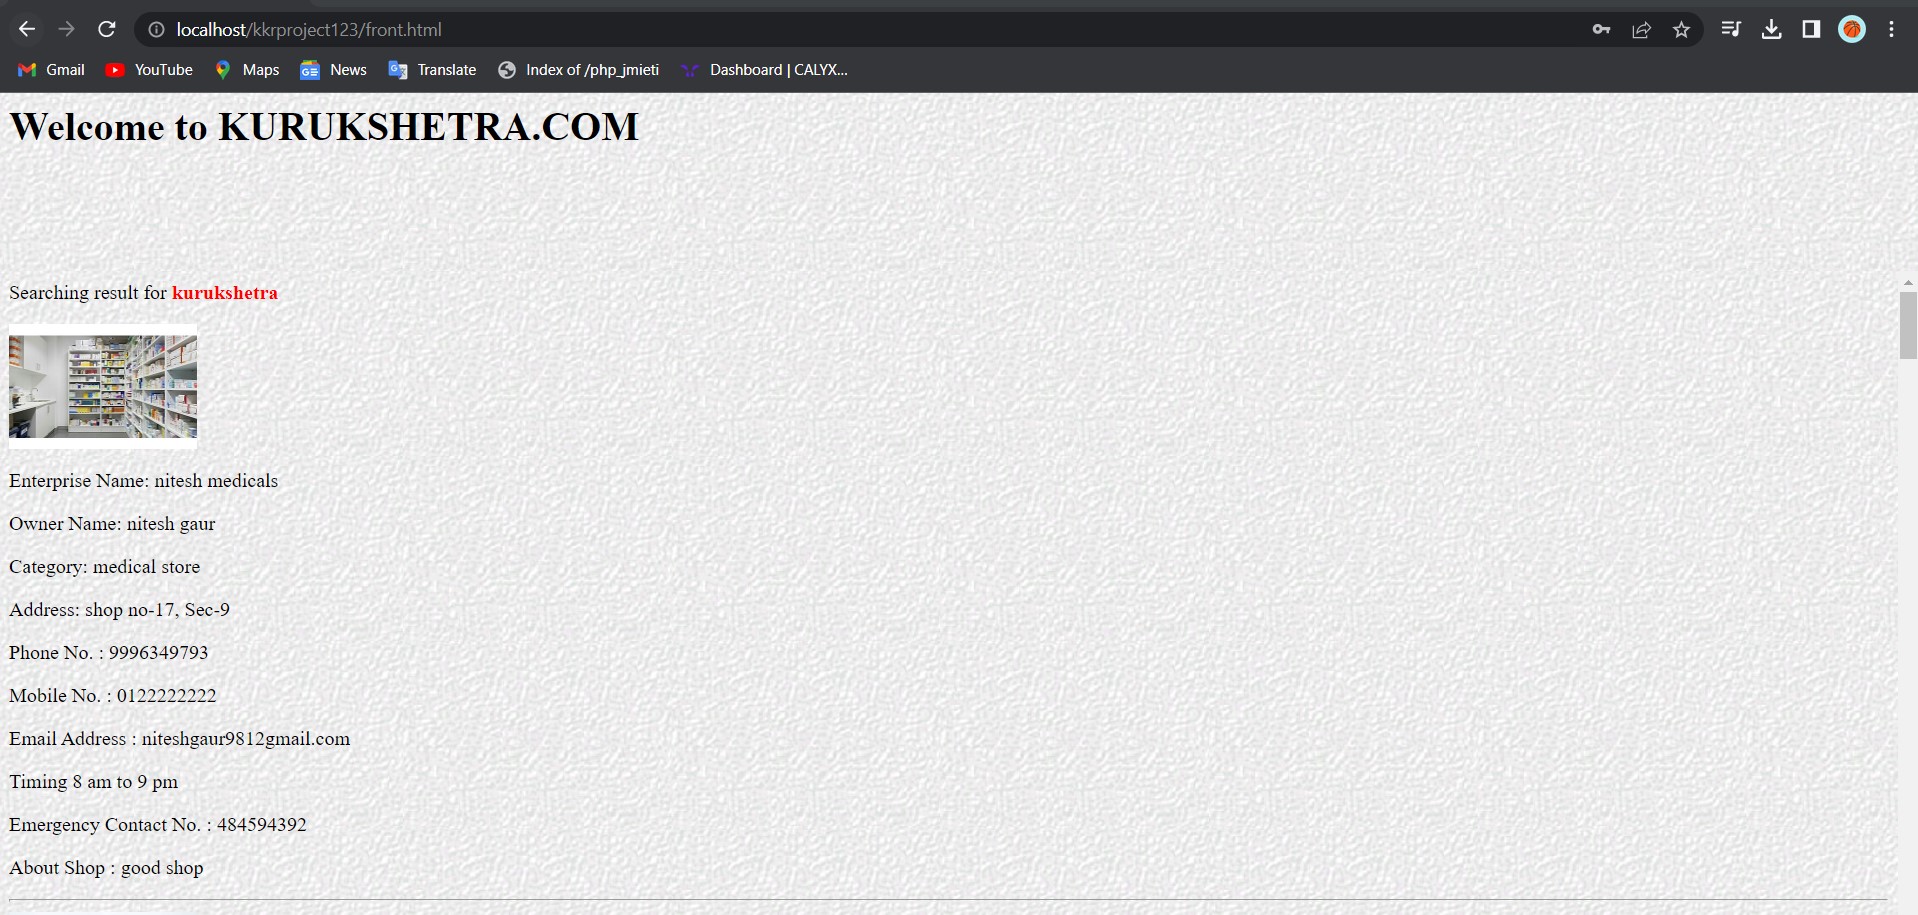 localhost/kkrproject123/front.html
Gmail YouTube Maps News Translate Index of /php_jmieti Dashboard | CALYX...
Welcome to KURUKSHETRA.COM
Searching result for kurukshetra
Enterprise Name: nitesh medicals
Owner Name: nitesh gaur
Category: medical store
Address: shop no-17, Sec-9
Phone No. : 9996349793
Mobile No. : 0122222222
Email Address : niteshgaur9812gmail.com
Timing 8 am to 9 pm
Emergency Contact No. : 484594392
About Shop : good shop